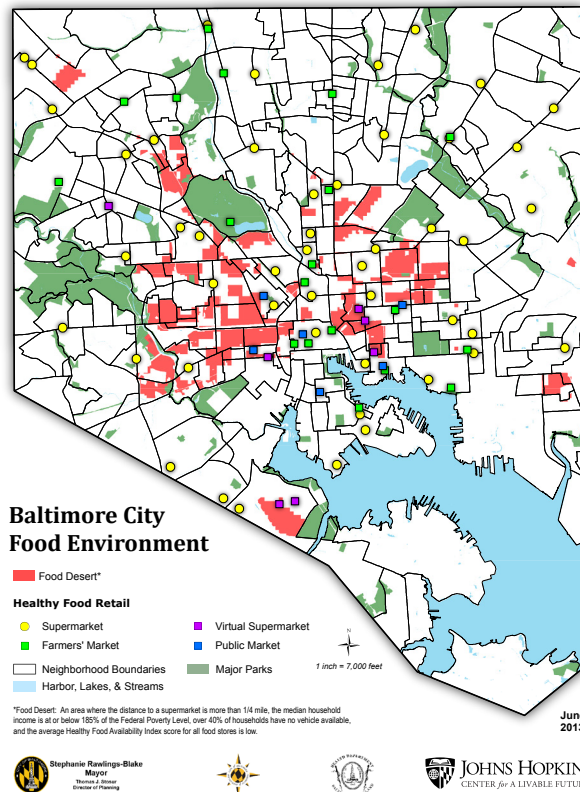 Baltimore City
Food Environment
Food Desert*
Healthy Food Retail
Supermarket
Virtual Supermarket
Farmers' Market
Public Market
Neighborhood Boundaries
Major Parks
Harbor, Lakes, & Streams
N
1 inch = 7,000 feet
*Food Desert: An area where the distance to a supermarket is more than 1/4 mile, the median household
income is at or below 185% of the Federal Poverty Level, over 40% of households have no vehicle available,
and the average Healthy Food Availability Index score for all food stores is low.
June
2013
Stephanie Rawlings-Blake
Mayor
Thomas J. Stosur
Director of Planning
JOHNS HOPKIN
CENTER for A LIVABLE FUTUR